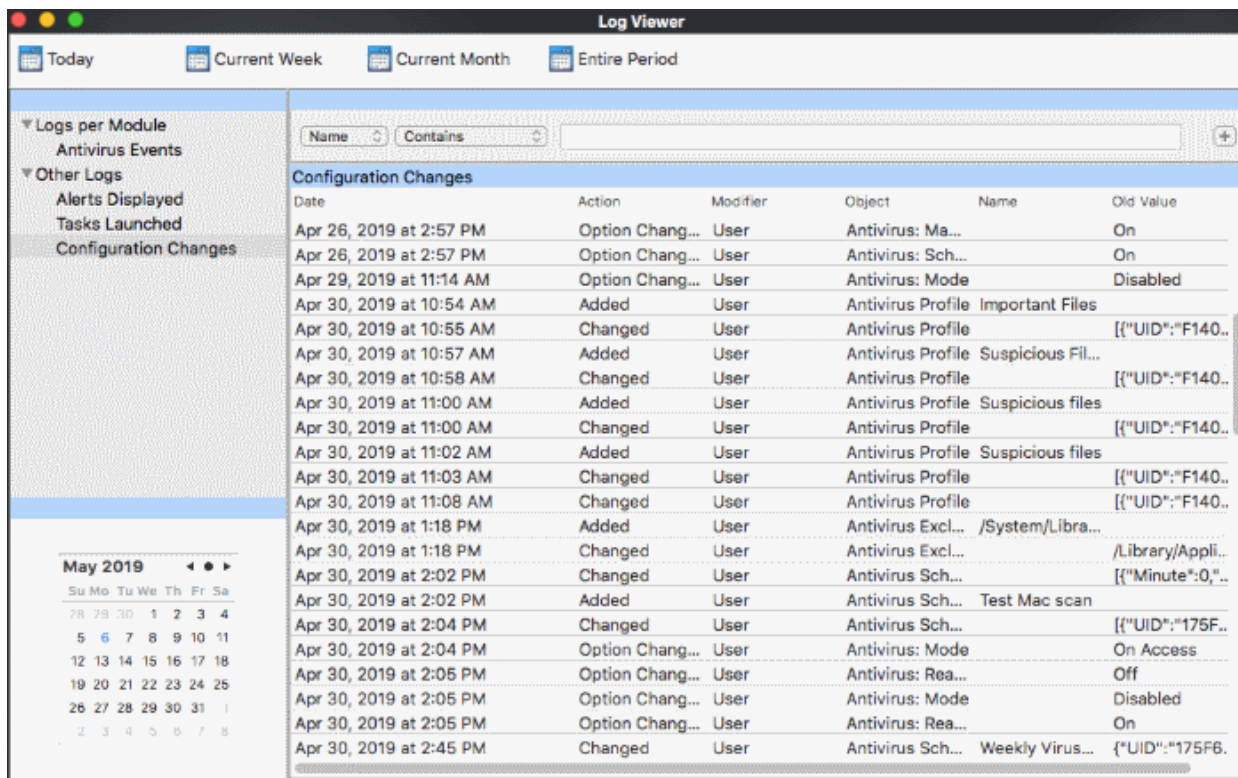 Log Viewer
Today Current Week Current Month Entire Period
Logs per Module
Antivirus Events
Other Logs
Alerts Displayed
Tasks Launched
Configuration Changes
Name Contains +
Configuration Changes
Date Action Modifier Object Name Old Value
Apr 26, 2019 at 2:57 PM Option Chang... User Antivirus: Ma... On
Apr 26, 2019 at 2:57 PM Option Chang... User Antivirus: Sch... On
Apr 29, 2019 at 11:14 AM Option Chang... User Antivirus: Mode Disabled
Apr 30, 2019 at 10:54 AM Added User Antivirus Profile Important Files
Apr 30, 2019 at 10:55 AM Changed User Antivirus Profile [{"UID":"F140..
Apr 30, 2019 at 10:57 AM Added User Antivirus Profile Suspicious Fil...
Apr 30, 2019 at 10:58 AM Changed User Antivirus Profile [{"UID":"F140..
Apr 30, 2019 at 11:00 AM Added User Antivirus Profile Suspicious files
Apr 30, 2019 at 11:00 AM Changed User Antivirus Profile [{"UID":"F140..
Apr 30, 2019 at 11:02 AM Added User Antivirus Profile Suspicious files
Apr 30, 2019 at 11:03 AM Changed User Antivirus Profile [{"UID":"F140..
Apr 30, 2019 at 11:08 AM Changed User Antivirus Profile [{"UID":"F140..
Apr 30, 2019 at 1:18 PM Added User Antivirus Excl... /System/Libra...
Apr 30, 2019 at 1:18 PM Changed User Antivirus Excl... /Library/Appli...
Apr 30, 2019 at 2:02 PM Changed User Antivirus Sch... [{"Minute":0,"..
Apr 30, 2019 at 2:02 PM Added User Antivirus Sch... Test Mac scan
Apr 30, 2019 at 2:04 PM Changed User Antivirus Sch... [{"UID":"175F..
Apr 30, 2019 at 2:04 PM Option Chang... User Antivirus: Mode On Access
Apr 30, 2019 at 2:05 PM Option Chang... User Antivirus: Rea... Off
Apr 30, 2019 at 2:05 PM Option Chang... User Antivirus: Mode Disabled
Apr 30, 2019 at 2:05 PM Option Chang... User Antivirus: Rea... On
Apr 30, 2019 at 2:45 PM Changed User Antivirus Sch... Weekly Virus... {"UID":"175F6.
May 2019
Su Mo Tu We Th Fr Sa
28 29 30 1 2 3 4
5 6 7 8 9 10 11
12 13 14 15 16 17 18
19 20 21 22 23 24 25
26 27 28 29 30 31 1
2 3 4 5 6 7 8